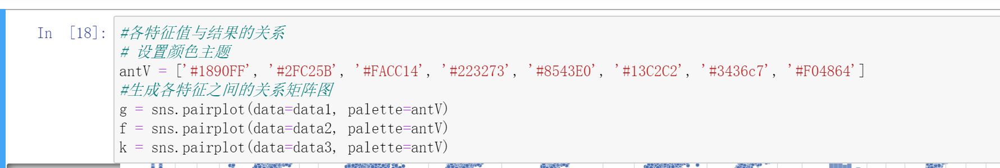 In [18]: #各特征值与结果的关系
# 设置颜色主题
antV = ['#1890FF', '#2FC25B', '#FACC14', '#223273', '#8543E0', '#13C2C2', '#3436c7', '#F04864']
#生成各特征之间的关系矩阵图
g = sns.pairplot(data=data1, palette=antV)
f = sns.pairplot(data=data2, palette=antV)
k = sns.pairplot(data=data3, palette=antV)